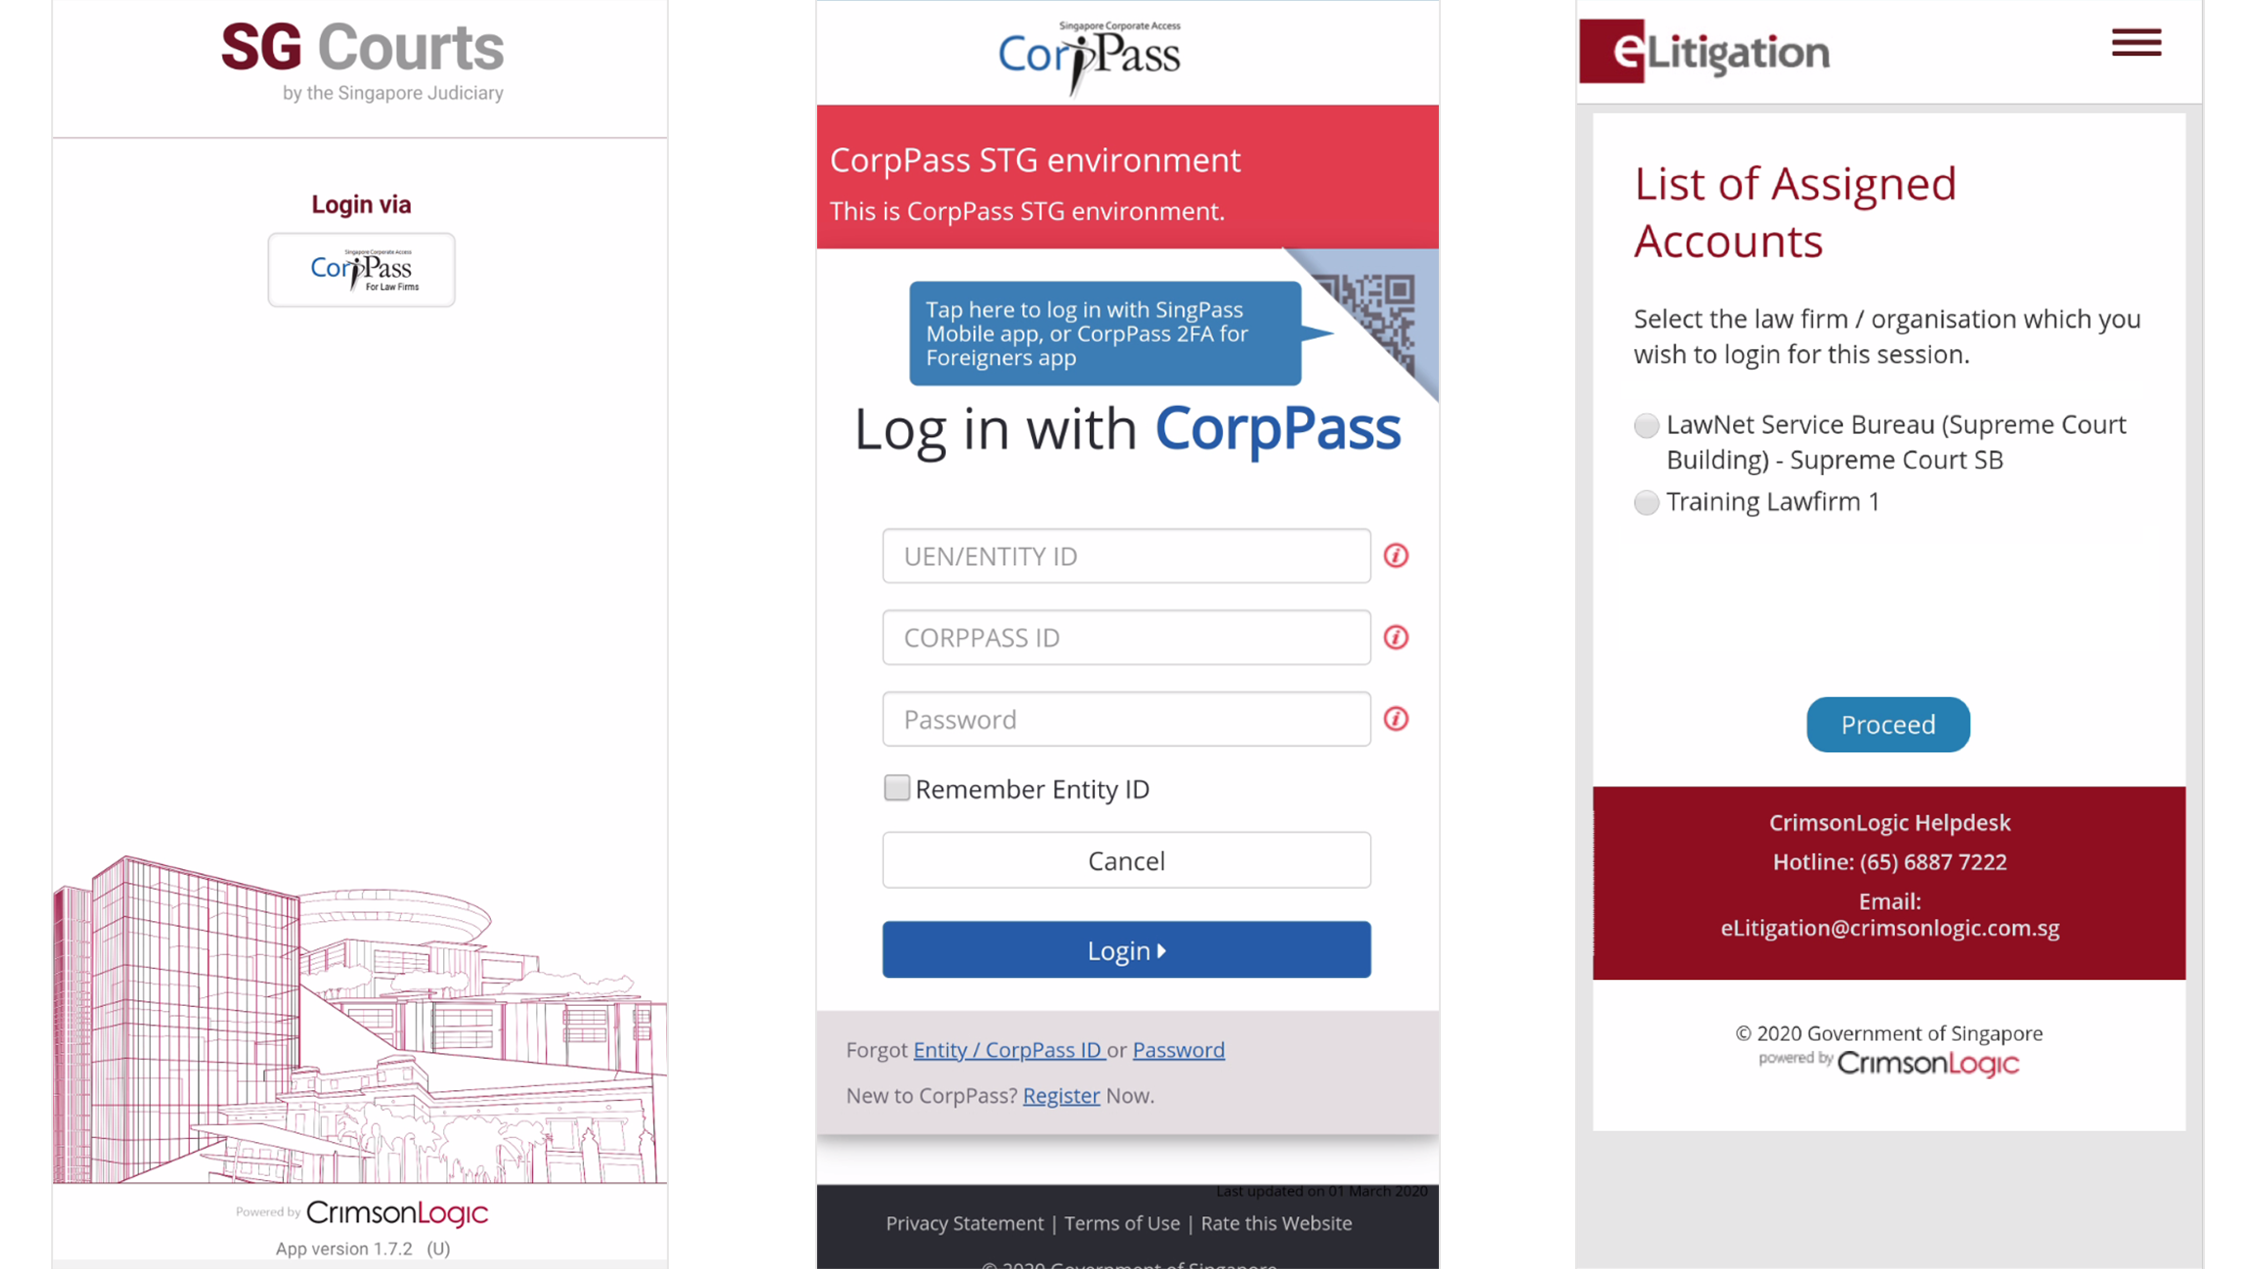 SG Courts
by the Singapore Judiciary
Login via
Singapore Corporate Access
CorpPass
For Law Firms
Powered by CrimsonLogic
App version 1.7.2 (U)
Singapore Corporate Access
CorpPass
CorpPass STG environment
This is CorpPass STG environment.
Tap here to log in with SingPass
Mobile app, or CorpPass 2FA for
Foreigners app
Log in with CorpPass
UEN/ENTITY ID
CORPPASS ID
Password
Remember Entity ID
Cancel
Login
Forgot Entity / CorpPass ID or Password
New to CorpPass? Register Now.
Last updated on 01 March 2020
Privacy Statement | Terms of Use | Rate this Website
© 2020 Government of Singapore
eLitigation
List of Assigned
Accounts
Select the law firm / organisation which you
wish to login for this session.
LawNet Service Bureau (Supreme Court
Building) - Supreme Court SB
Training Lawfirm 1
Proceed
CrimsonLogic Helpdesk
Hotline: (65) 6887 7222
Email:
eLitigation@crimsonlogic.com.sg
© 2020 Government of Singapore
powered by CrimsonLogic